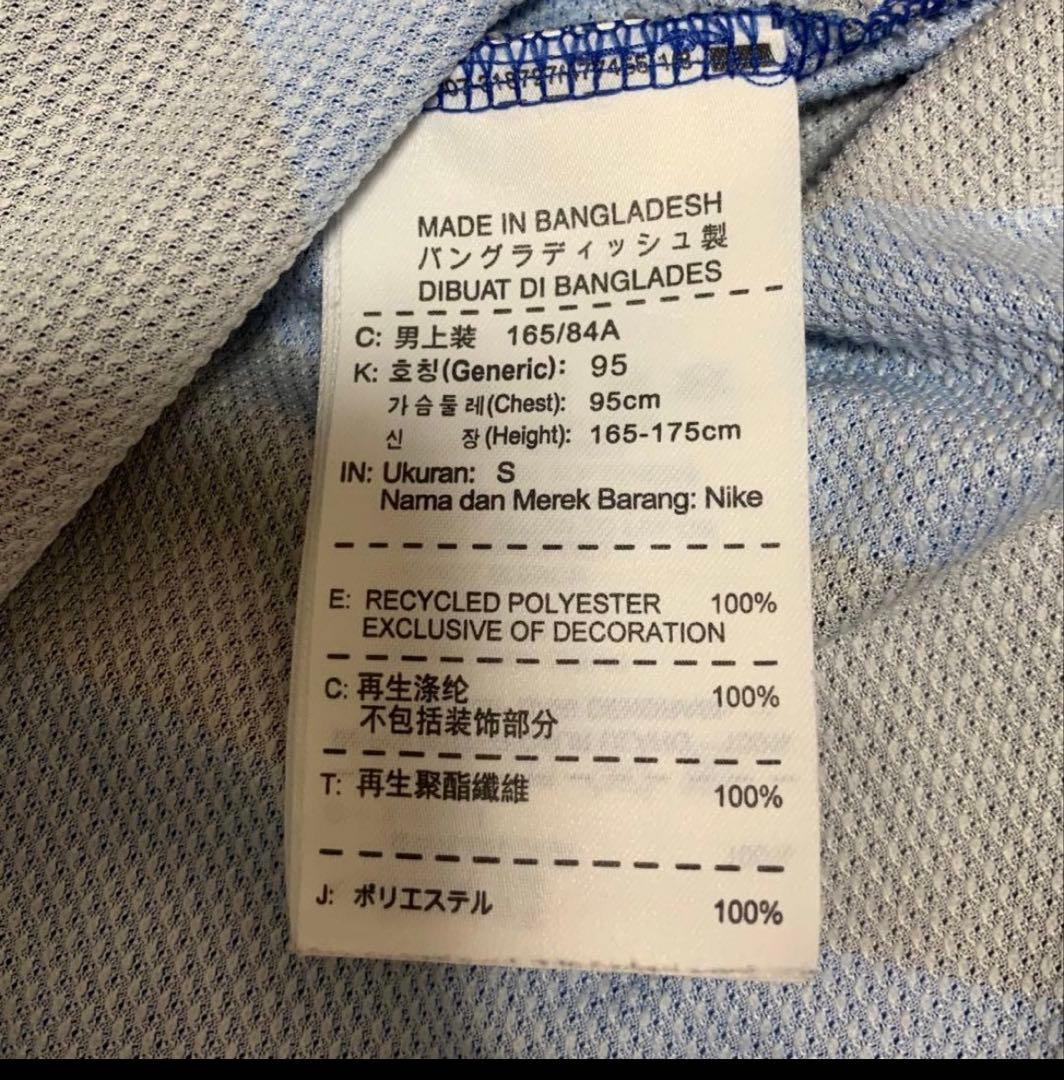 MADE IN BANGLADESH
バングラディッシュ製
DIBUAT DI BANGLADES
C: 男上装 165/84A
K: 호칭(Generic): 95
가슴둘레(Chest): 95cm
신 장(Height): 165-175cm
IN: Ukuran: S
Nama dan Merek Barang: Nike
E: RECYCLED POLYESTER 100%
EXCLUSIVE OF DECORATION
C: 再生涤纶 100%
不包括装饰部分
T: 再生聚酯纖維 100%
J: ポリエステル 100%